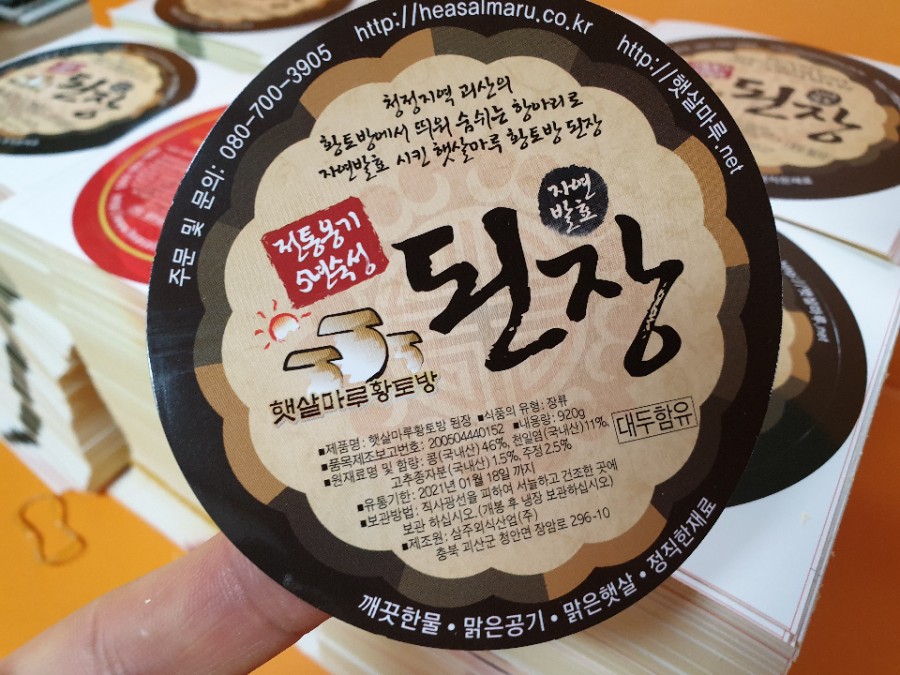 http://heasalmaru.co.kr
http://햇살마루.net
주문 및 문의: 080-700-3905
청정지역 괴산의
황토방에서 띄워 숨쉬는 항아리로
자연발효 시킨 햇살마루 황토방 된장
자연
발효
전통옹기
5년숙성
된장
햇살마루황토방
■제품명: 햇살마루황토방 된장 ■식품의 유형: 장류
■품목제조보고번호: 200504440152 ■내용량: 920g
■원재료명 및 함량: 콩(국내산) 46%, 천일염(국내산)11%,
고추종자분(국내산) 1.5%, 주정 2.5%
대두함유
■유통기한: 2021년 01월 18일 까지
■보관방법: 직사광선을 피하여 서늘하고 건조한 곳에
보관 하십시오.(개봉 후 냉장 보관하십시오)
■제조원: 삼주외식산업(주)
충북 괴산군 청안면 장암로 296-10
깨끗한물 • 맑은공기 • 맑은햇살 • 정직한재료
된장
된장